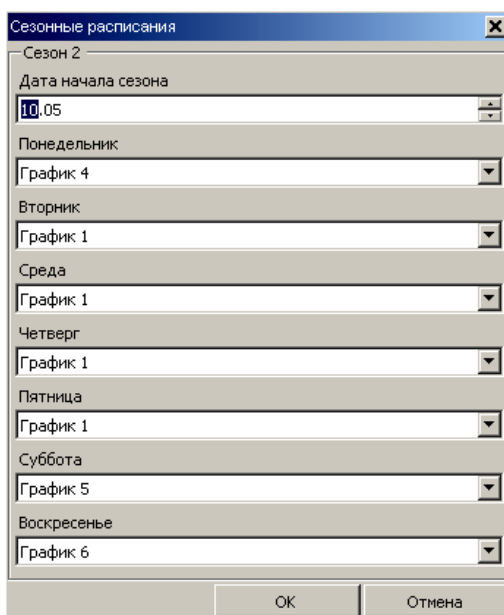 Сезонные расписания
Сезон 2
Дата начала сезона
10.05
Понедельник
График 4
Вторник
График 1
Среда
График 1
Четверг
График 1
Пятница
График 1
Суббота
График 5
Воскресенье
График 6
OK
Отмена